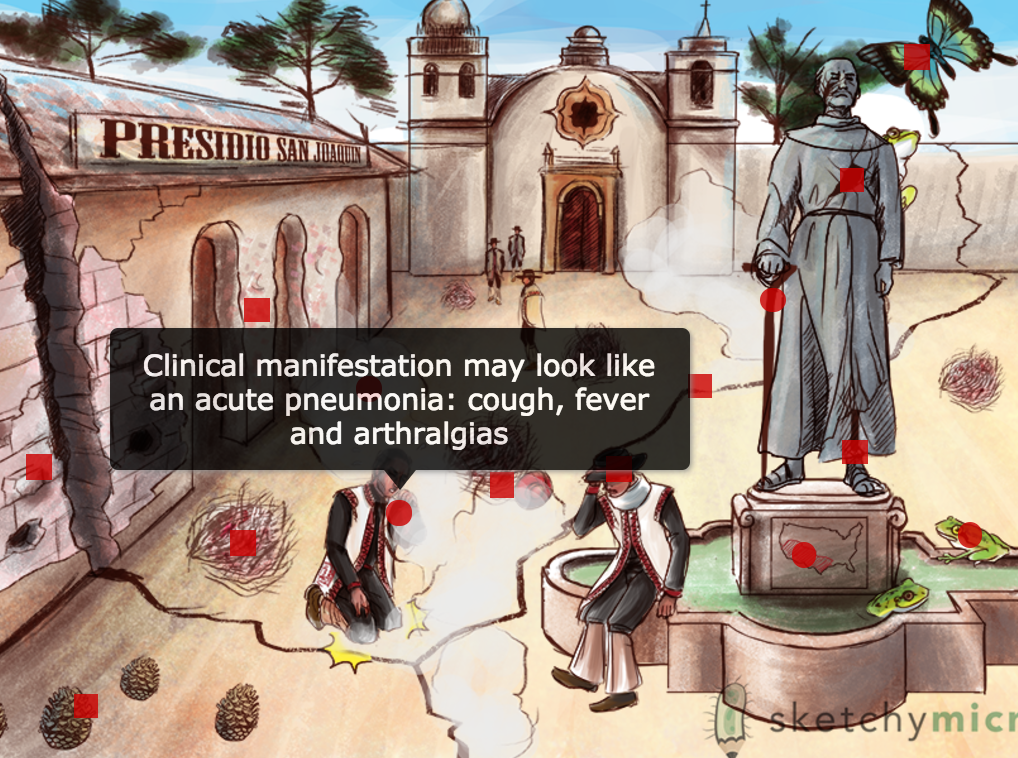 PRESIDIO SAN JOAQUIN
Clinical manifestation may look like
an acute pneumonia: cough, fever
and arthralgias
sketchymicr